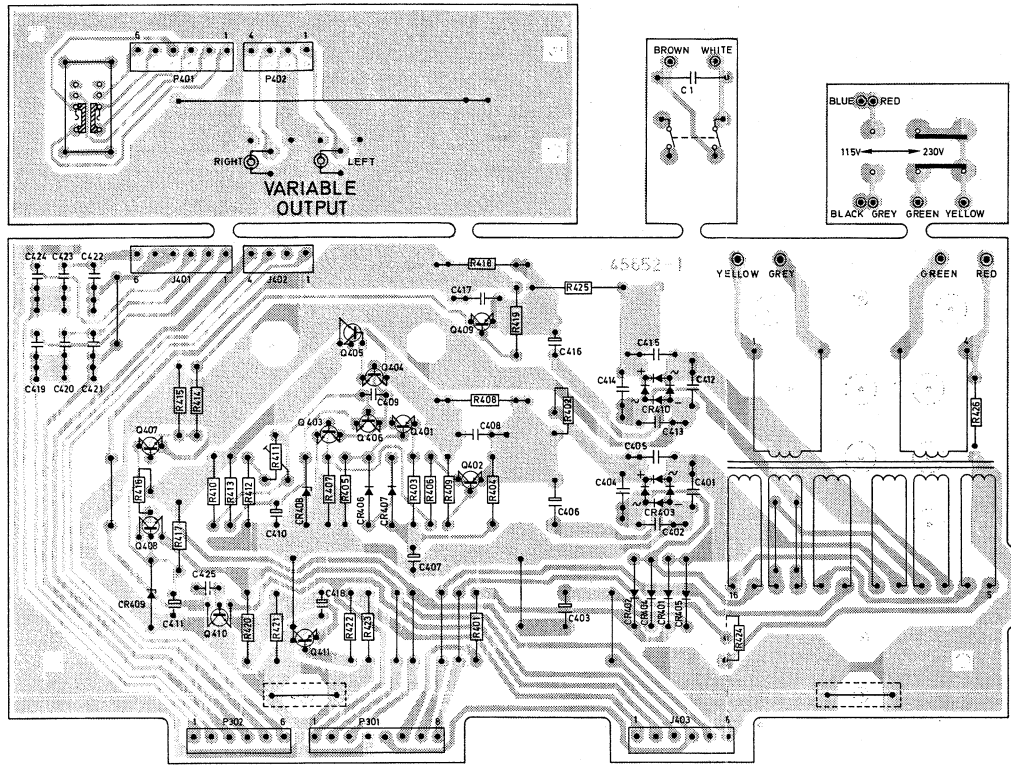 6 1 4 1
P401 P402
RIGHT LEFT
VARIABLE
OUTPUT
BROWN WHITE
C1
BLUE RED
115V 230V
BLACK GREY GREEN YELLOW
C424 C423 C422
6 J401 1 4 J402 1
C419 C420 C421
45652-1
YELLOW GREY GREEN RED
R418
R425
C417
Q409
R419
C416
Q405
Q404
C409
R408
R402
C415
C414 + ~ C412
~ - CR410
C413
R426
R415
R414
Q407
Q403 Q406 Q401
C408
C405
R411
Q402
C404 + ~ C401
~ - CR403
C402
R416
R410
R413
R412
CR408
R407
R405
CR406
CR407
R403
R406
R409
R404
C406
C410
Q408
R417
C407
CR409
C425
C411
Q410
R420
R421
C418
Q411
R422
R423
R401
C403
CR402
CR404
CR401
CR405
R424
1 4
16 5
1 P302 6 1 P301 8
1 J403 6